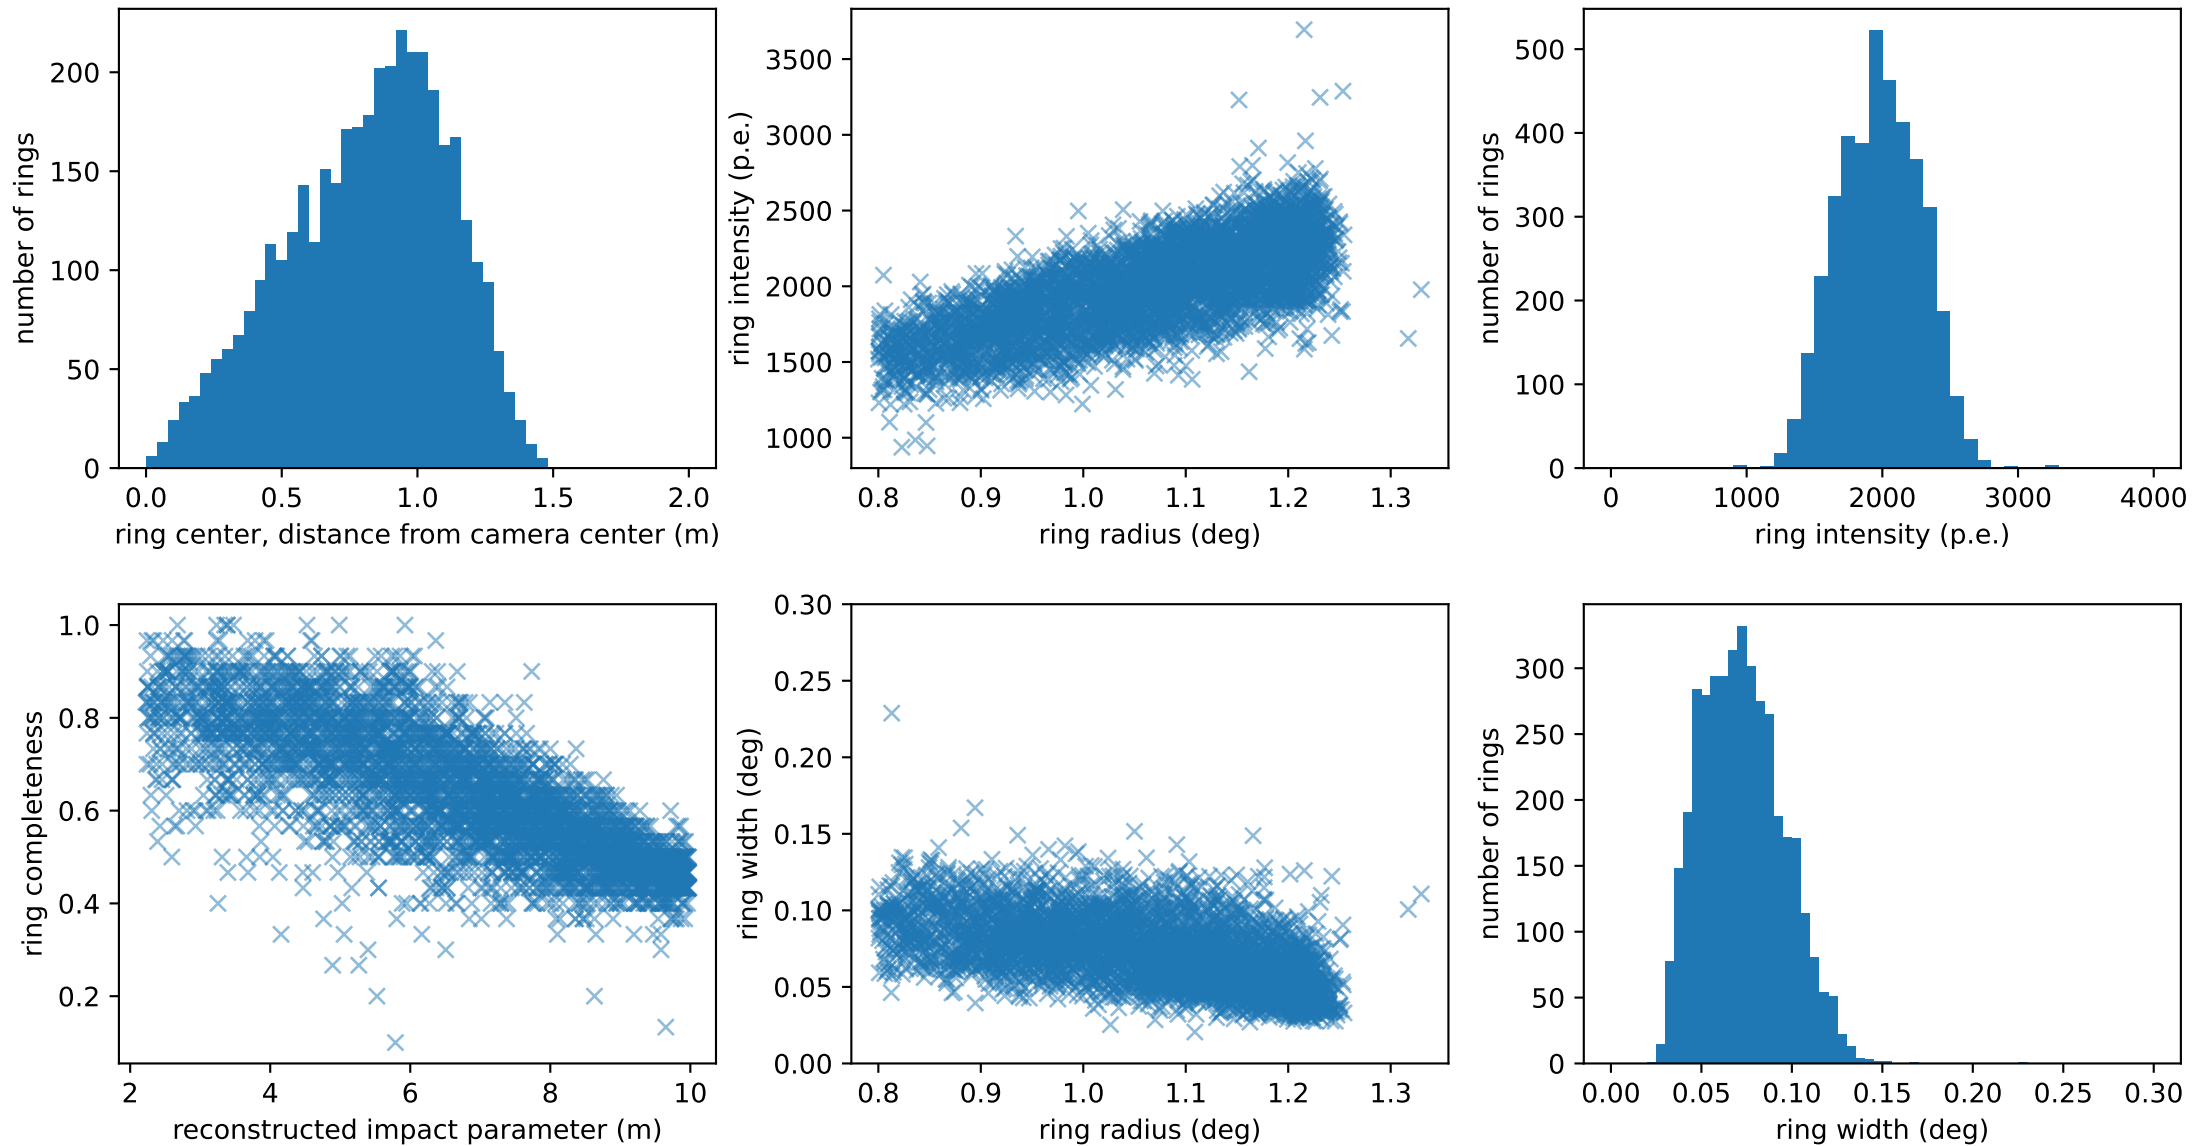 number of rings
200
150
100
50
0
0.0 0.5 1.0 1.5 2.0
ring center, distance from camera center (m)
ring intensity (p.e.)
3500
3000
2500
2000
1500
1000
0.8 0.9 1.0 1.1 1.2 1.3
ring radius (deg)
number of rings
500
400
300
200
100
0
0 1000 2000 3000 4000
ring intensity (p.e.)
ring completeness
1.0
0.8
0.6
0.4
0.2
2 4 6 8 10
reconstructed impact parameter (m)
ring width (deg)
0.30
0.25
0.20
0.15
0.10
0.05
0.00
0.8 0.9 1.0 1.1 1.2 1.3
ring radius (deg)
number of rings
300
250
200
150
100
50
0
0.00 0.05 0.10 0.15 0.20 0.25 0.30
ring width (deg)